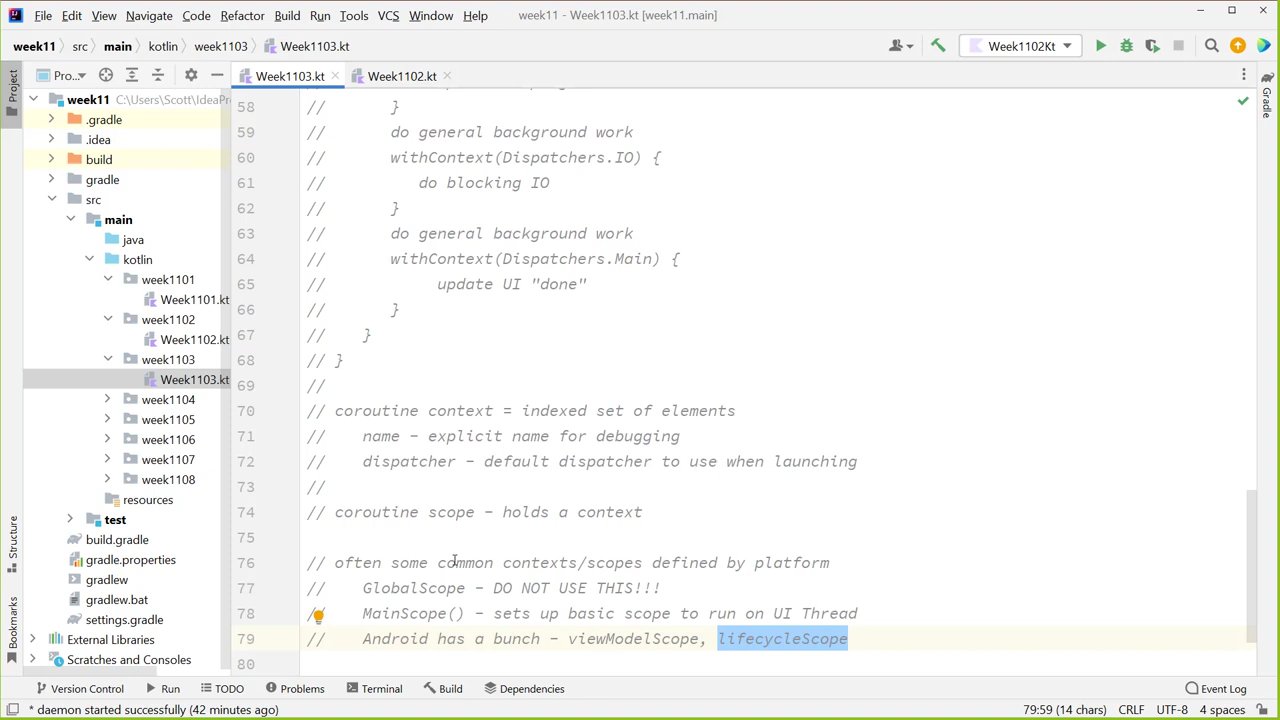 File Edit View Navigate Code Refactor Build Run Tools VCS Window Help week11 - Week1103.kt [week11.main]
week11 src main kotlin week1103 Week1103.kt Week1102Kt
Project
Pro...
Week1103.kt
Week1102.kt
Gradle
week11 C:\Users\Scott\IdeaPr
.gradle
.idea
build
gradle
src
main
java
kotlin
week1101
Week1101.kt
week1102
Week1102.kt
week1103
Week1103.kt
week1104
week1105
week1106
week1107
week1108
resources
test
build.gradle
gradle.properties
gradlew
gradlew.bat
settings.gradle
External Libraries
Scratches and Consoles
Structure
Bookmarks
58 // }
59 // do general background work
60 // withContext(Dispatchers.IO) {
61 // do blocking IO
62 // }
63 // do general background work
64 // withContext(Dispatchers.Main) {
65 // update UI "done"
66 // }
67 // }
68 // }
69 //
70 // coroutine context = indexed set of elements
71 // name - explicit name for debugging
72 // dispatcher - default dispatcher to use when launching
73 //
74 // coroutine scope - holds a context
75
76 // often some common contexts/scopes defined by platform
77 // GlobalScope - DO NOT USE THIS!!!
78 // MainScope() - sets up basic scope to run on UI Thread
79 // Android has a bunch - viewModelScope, lifecycleScope
80
Version Control Run TODO Problems Terminal Build Dependencies Event Log
* daemon started successfully (42 minutes ago) 79:59 (14 chars) CRLF UTF-8 4 spaces